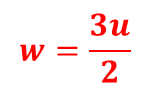 w = 3u/2